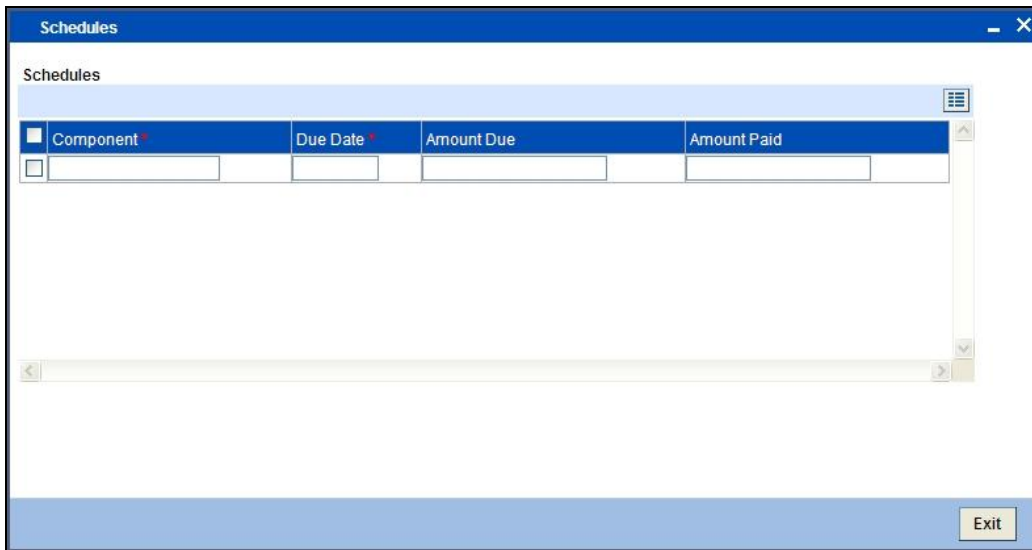 Schedules
Schedules
Component * Due Date * Amount Due Amount Paid
Exit